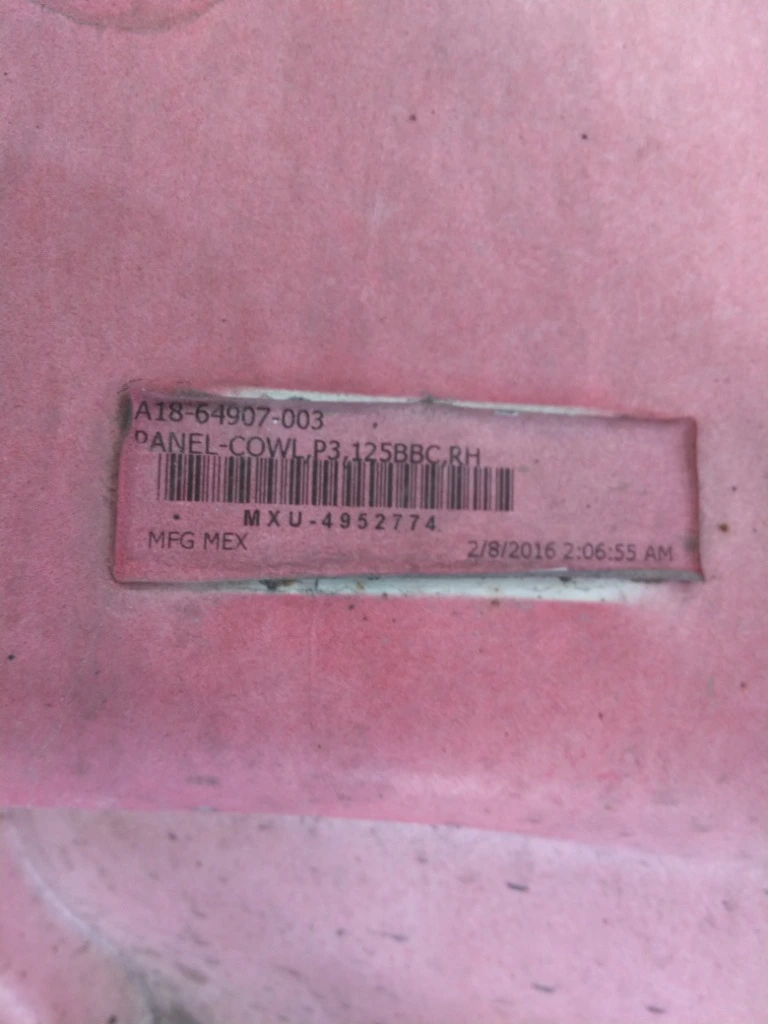 A18-64907-003
PANEL-COWL,P3,125BBC,RH
MXU-4952774
MFG MEX
2/8/2016 2:06:55 AM